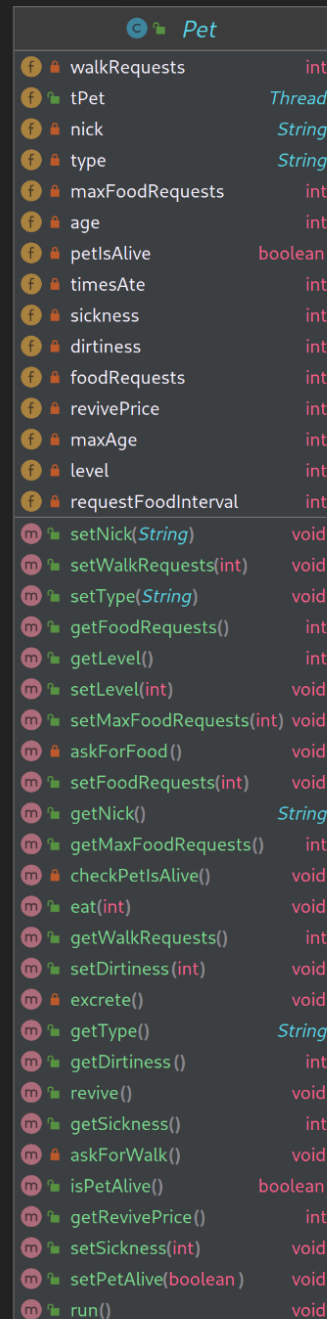 C Pet
f walkRequests int
f tPet Thread
f nick String
f type String
f maxFoodRequests int
f age int
f petIsAlive boolean
f timesAte int
f sickness int
f dirtiness int
f foodRequests int
f revivePrice int
f maxAge int
f level int
f requestFoodInterval int
m setNick(String) void
m setWalkRequests(int) void
m setType(String) void
m getFoodRequests() int
m getLevel() int
m setLevel(int) void
m setMaxFoodRequests(int) void
m askForFood() void
m setFoodRequests(int) void
m getNick() String
m getMaxFoodRequests() int
m checkPetIsAlive() void
m eat(int) void
m getWalkRequests() int
m setDirtiness(int) void
m excrete() void
m getType() String
m getDirtiness() int
m revive() void
m getSickness() int
m askForWalk() void
m isPetAlive() boolean
m getRevivePrice() int
m setSickness(int) void
m setPetAlive(boolean) void
m run() void